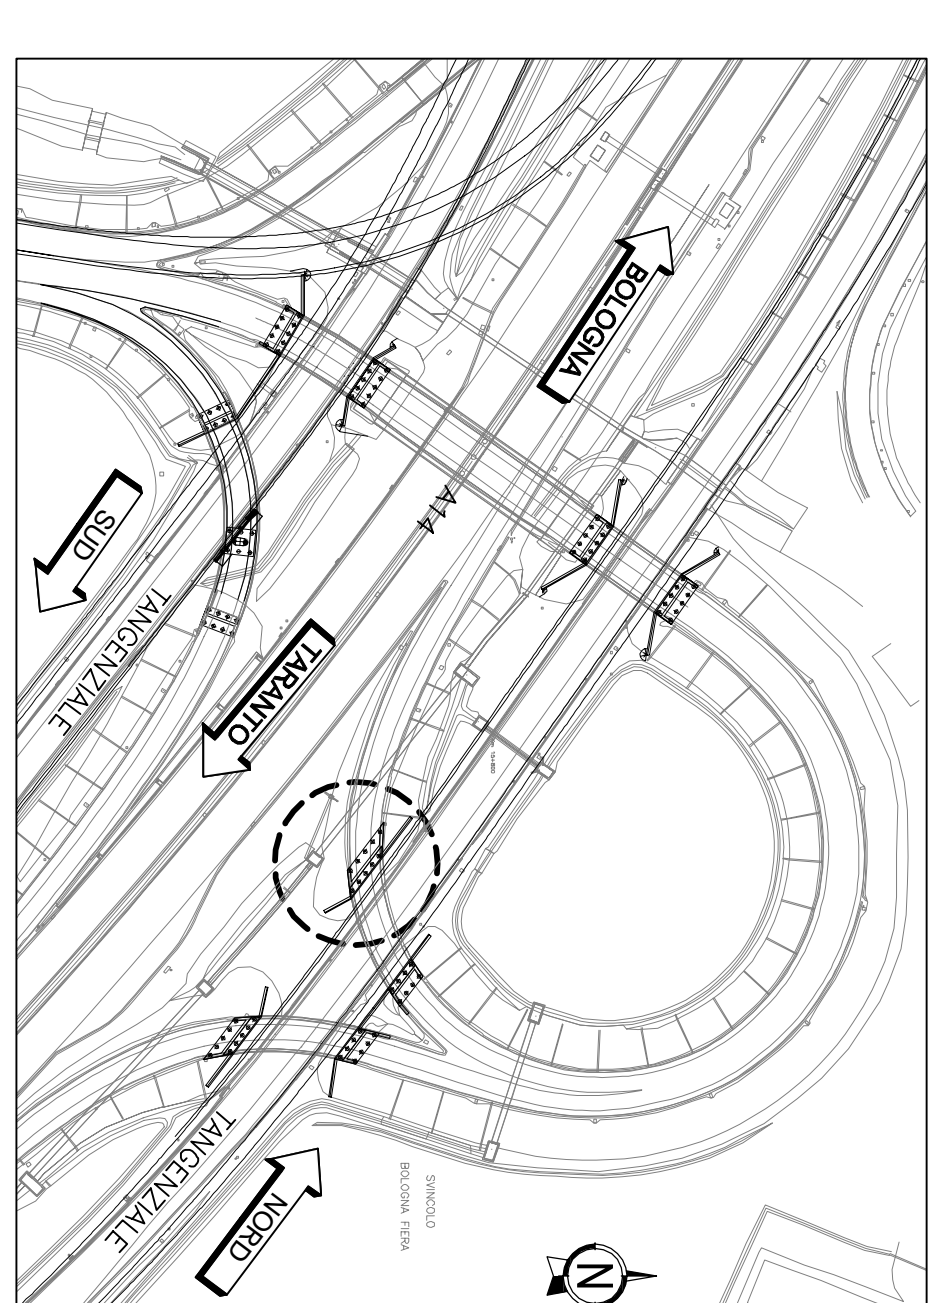 BOLOGNA
A14
SUD
TANGENZIALE
TARANTO
TANGENZIALE
NORD
SVINCOLO
BOLOGNA FIERA
N